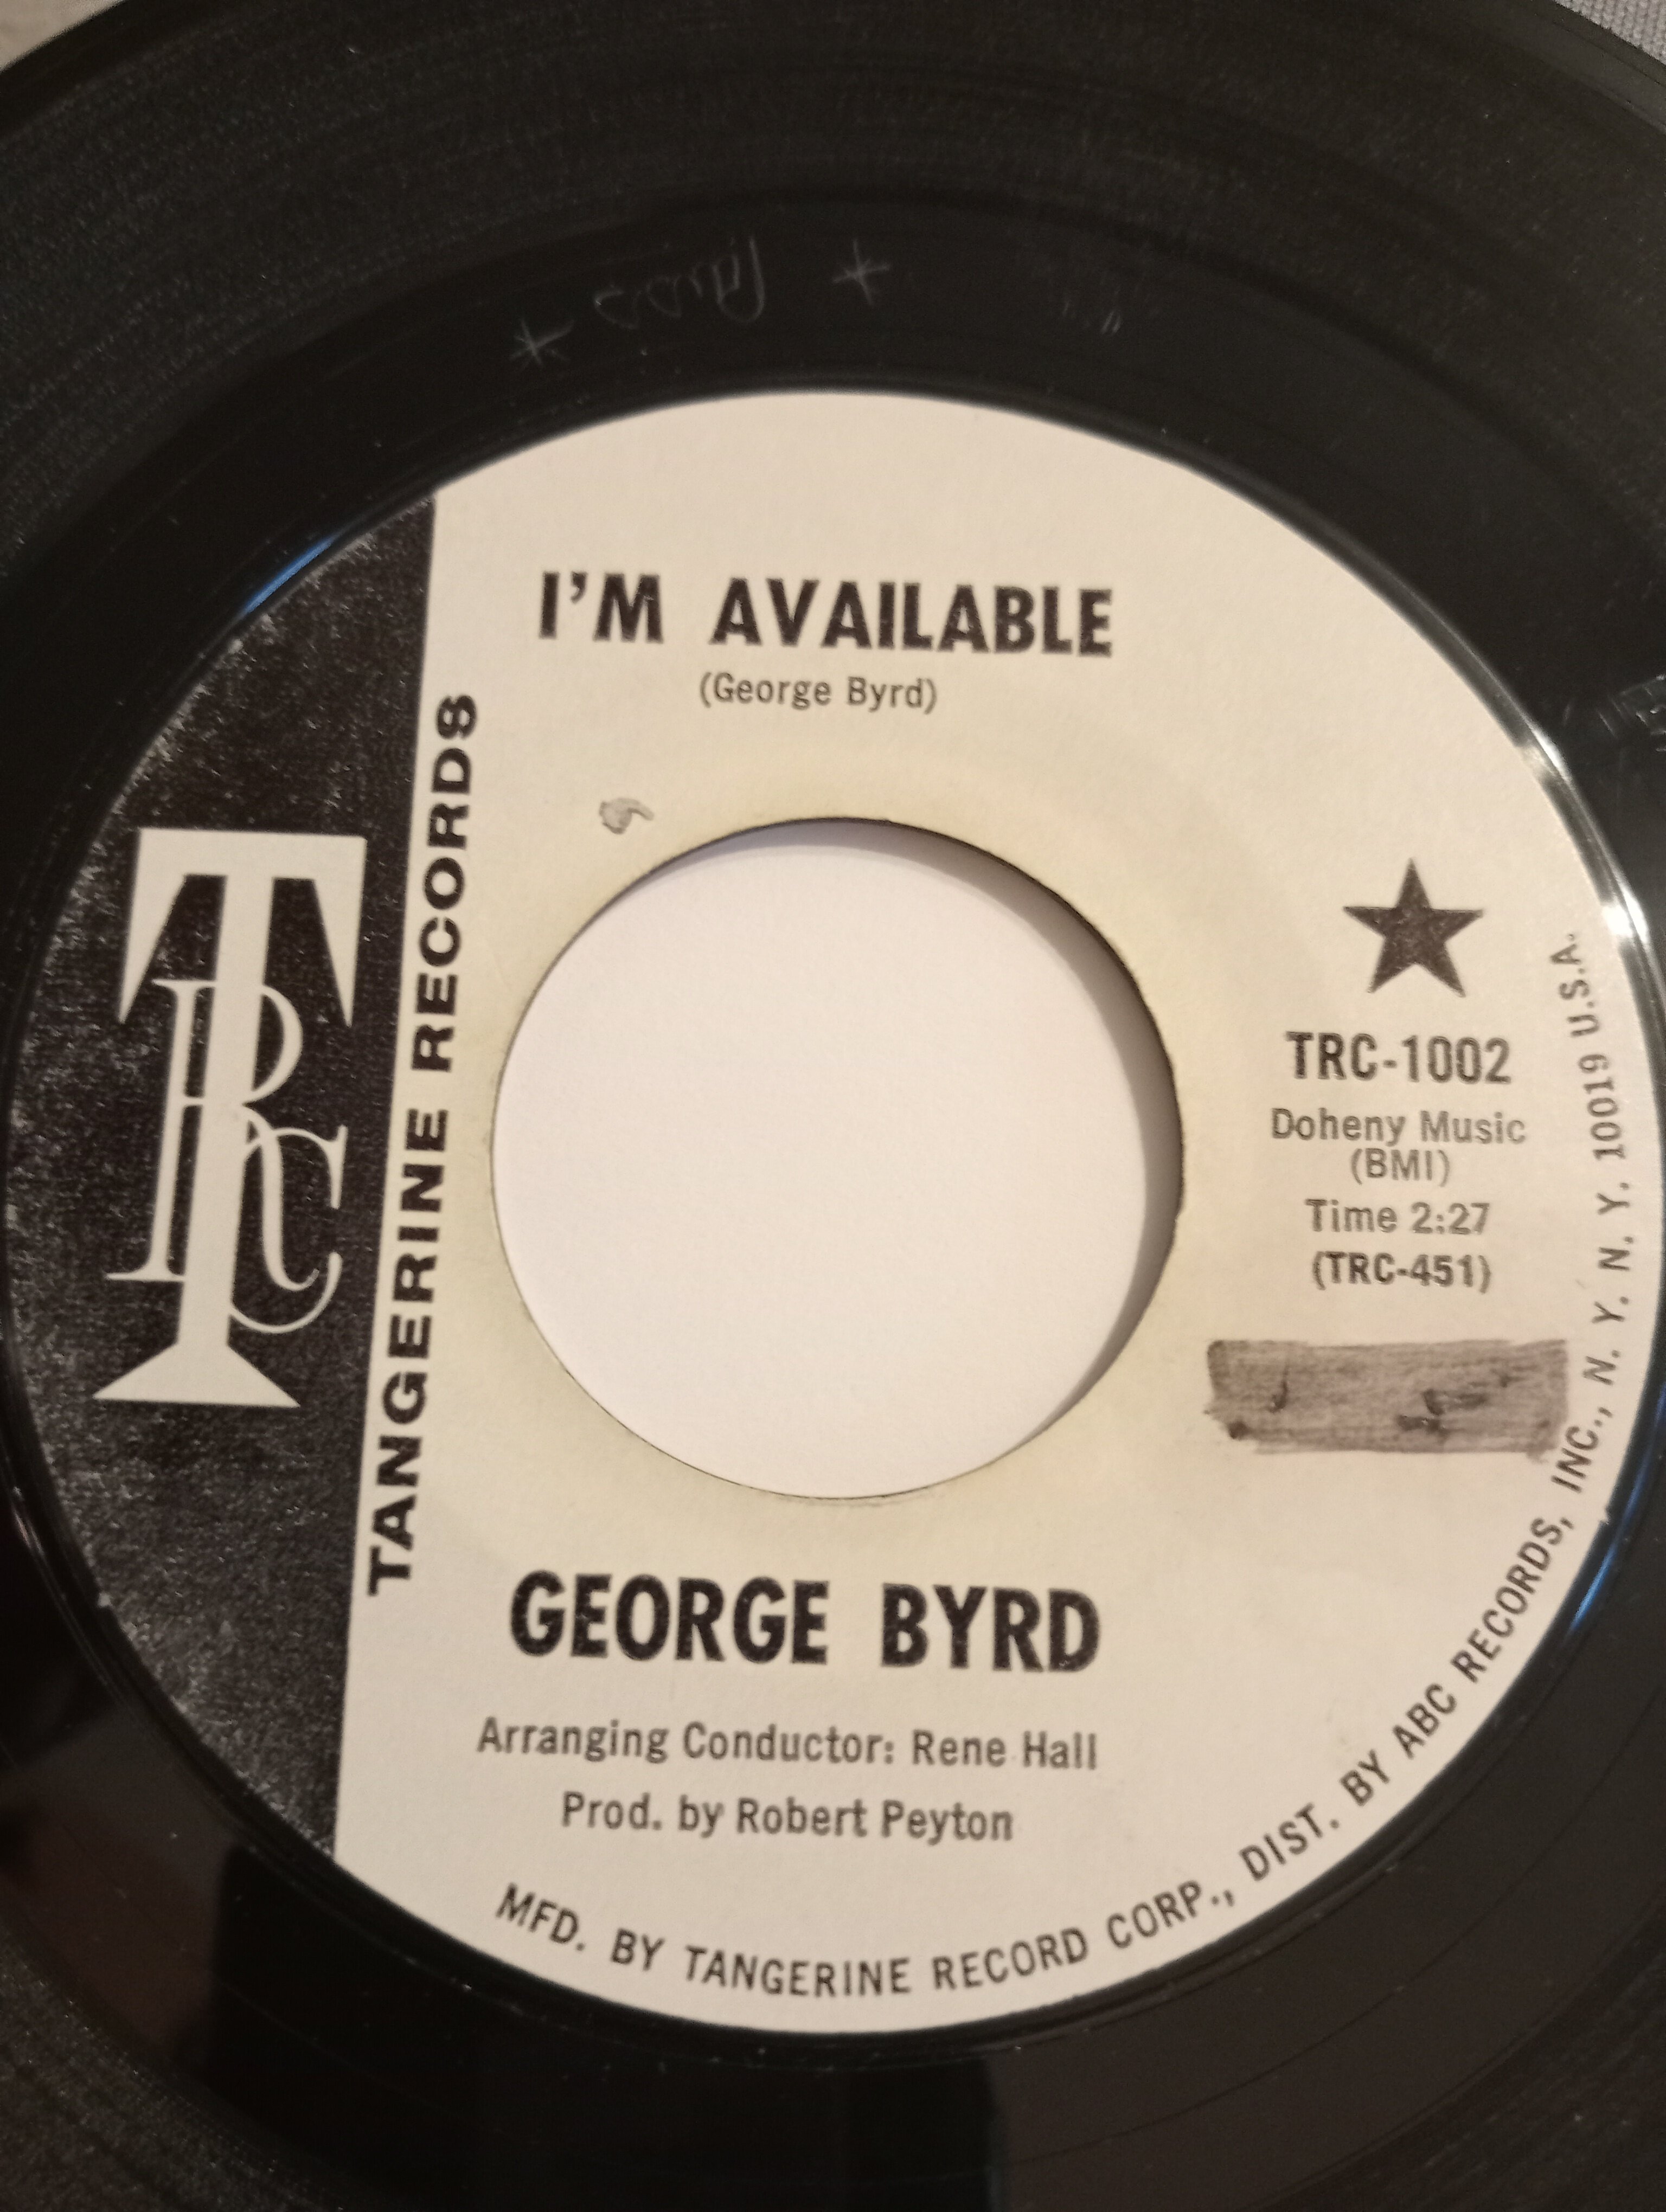 I'M AVAILABLE
(George Byrd)
TRC
TANGERINE RECORDS
TRC-1002
Doheny Music
(BMI)
Time 2:27
(TRC-451)
GEORGE BYRD
Arranging Conductor: Rene Hall
Prod. by Robert Peyton
MFD. BY TANGERINE RECORD CORP., DIST. BY ABC RECORDS, INC., N. Y. N. Y. 10019 U.S.A.